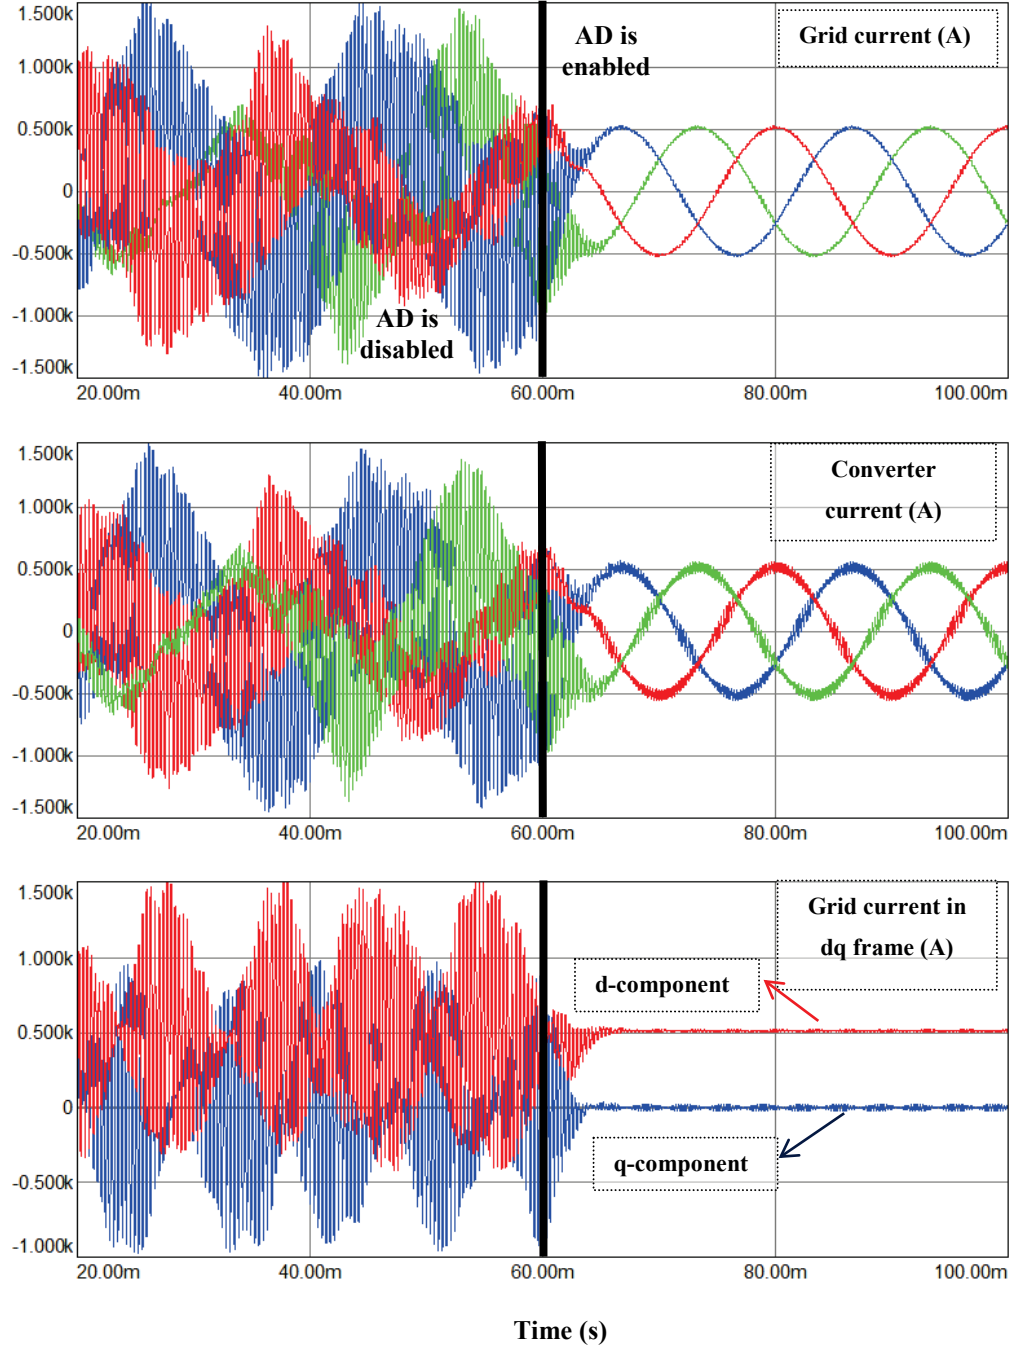 1.500k
1.000k
0.500k
0
-0.500k
-1.000k
-1.500k
AD is
enabled
Grid current (A)
AD is
disabled
20.00m 40.00m 60.00m 80.00m 100.00m
1.500k
1.000k
0.500k
0
-0.500k
-1.000k
-1.500k
Converter
current (A)
20.00m 40.00m 60.00m 80.00m 100.00m
1.500k
1.000k
0.500k
0
-0.500k
-1.000k
Grid current in
dq frame (A)
d-component
q-component
20.00m 40.00m 60.00m 80.00m 100.00m
Time (s)